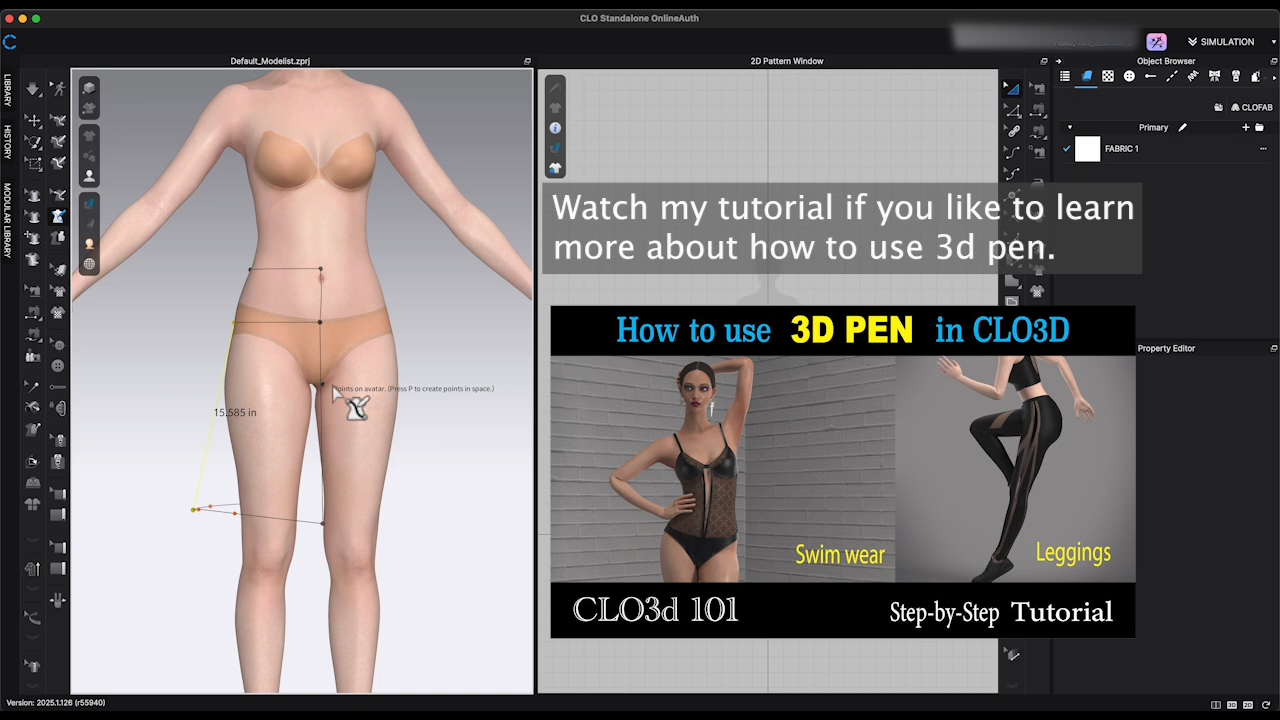 CLO Standalone OnlineAuth
SIMULATION
Default_Modelist.zprj
2D Pattern Window
Object Browser
LIBRARY
HISTORY
MODULAR LIBRARY
CLOFAB
Primary
FABRIC 1
Watch my tutorial if you like to learn
more about how to use 3d pen.
How to use 3D PEN in CLO3D
Property Editor
points on avatar. (Press P to create points in space.)
15.585 in
Swim wear
Leggings
CLO3d 101
Step-by-Step Tutorial
Version: 2025.1.126 (r55940)
3D
2D